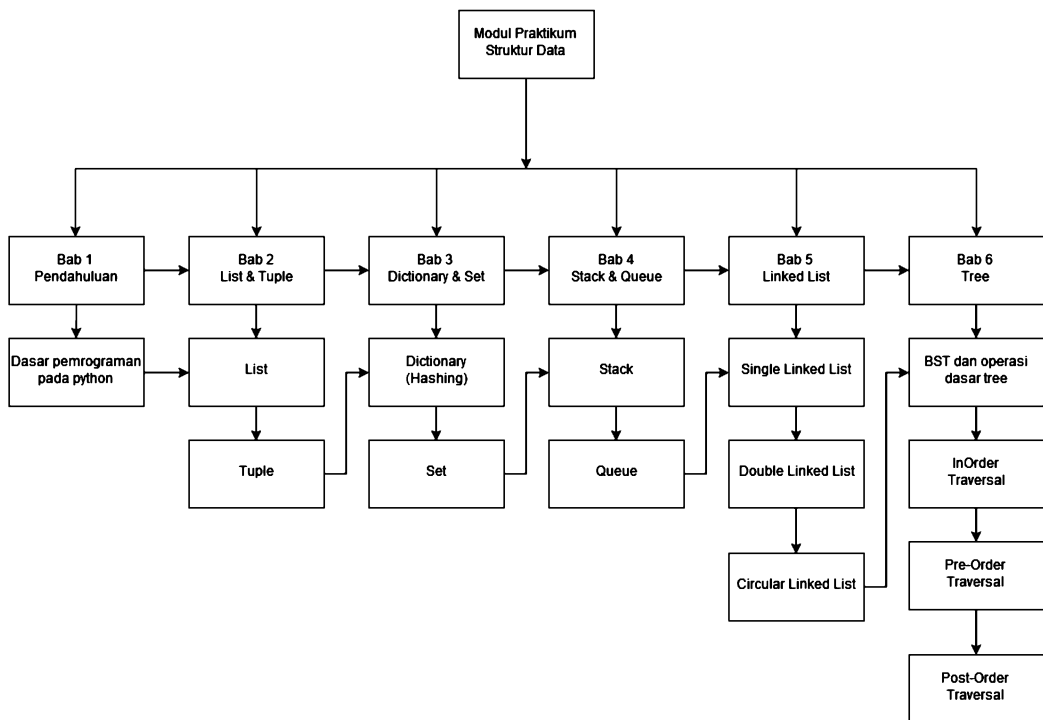 Modul Praktikum
Struktur Data
Bab 1
Pendahuluan
Bab 2
List & Tuple
Bab 3
Dictionary & Set
Bab 4
Stack & Queue
Bab 5
Linked List
Bab 6
Tree
Dasar pemrograman
pada python
List
Dictionary
(Hashing)
Stack
Single Linked List
BST dan operasi
dasar tree
Tuple
Set
Queue
Double Linked List
InOrder
Traversal
Circular Linked List
Pre-Order
Traversal
Post-Order
Traversal